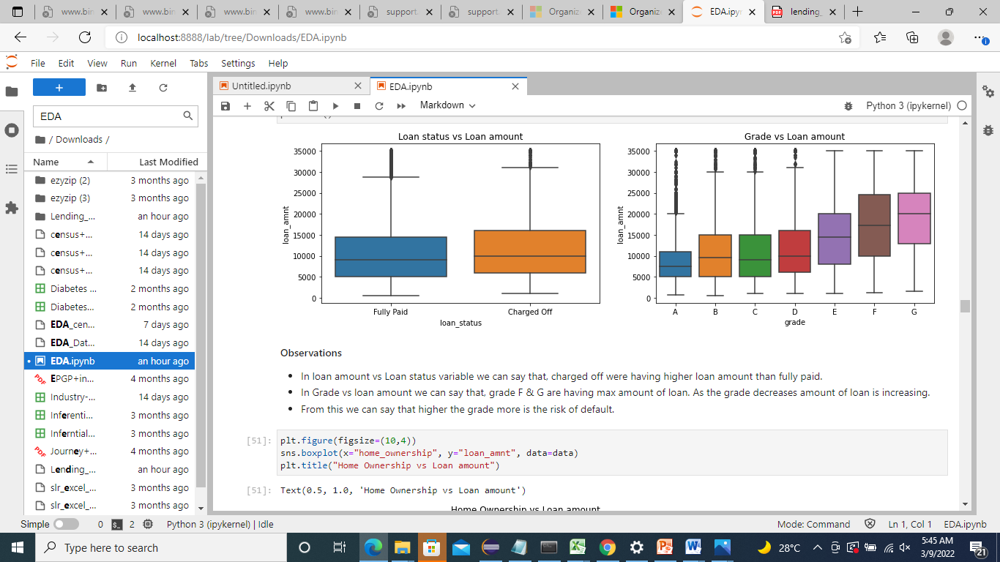 www.bin
www.bin
www.bin
www.bin
support.
support.
Organize
Organize
EDA.ipyn
lending_
localhost:8888/lab/tree/Downloads/EDA.ipynb
File Edit View Run Kernel Tabs Settings Help
Untitled.ipynb
EDA.ipynb
Markdown
Python 3 (ipykernel)
EDA
/ Downloads /
Name Last Modified
ezyzip (2) 3 months ago
ezyzip (3) 3 months ago
Lending_... an hour ago
census+... 14 days ago
census+... 14 days ago
census+... 14 days ago
Diabetes ... 2 months ago
Diabetes... 2 months ago
EDA_cen... 7 days ago
EDA_Dat... 14 days ago
EDA.ipynb an hour ago
EPGP+in... 4 months ago
Industry-... 14 days ago
Inferenti... 3 months ago
Inferntial... 3 months ago
Journey+... 4 months ago
Lending_... an hour ago
slr_excel_... 3 months ago
slr_excel_... 3 months ago
Loan status vs Loan amount
35000
30000
25000
20000
15000
10000
5000
0
loan_amnt
Fully Paid Charged Off
loan_status
Grade vs Loan amount
35000
30000
25000
20000
15000
10000
5000
0
loan_amnt
A B C D E F G
grade
Observations
• In loan amount vs Loan status variable we can say that, charged off were having higher loan amount than fully paid.
• In Grade vs loan amount we can say that, grade F & G are having max amount of loan. As the grade decreases amount of loan is increasing.
• From this we can say that higher the grade more is the risk of default.
[51]: plt.figure(figsize=(10,4))
sns.boxplot(x="home_ownership", y="loan_amnt", data=data)
plt.title("Home Ownership vs Loan amount")
[51]: Text(0.5, 1.0, 'Home Ownership vs Loan amount')
Home Ownership vs Loan amount
Simple 0 2 Python 3 (ipykernel) | Idle
Mode: Command Ln 1, Col 1 EDA.ipynb
Type here to search
28°C
5:45 AM
3/9/2022
21